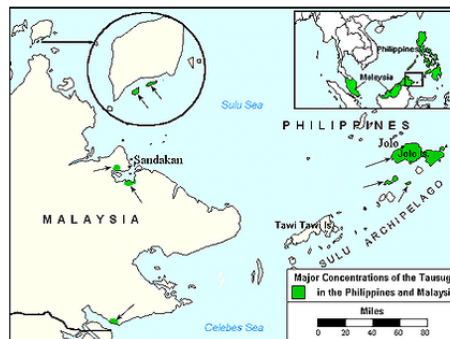 Philippines
Malaysia
Sulu Sea
PHILIPPINES
Jolo
Jolo Is.
Sandakan
MALAYSIA
Tawi Tawi Is
SULU ARCHIPELAGO
Celebes Sea
Major Concentrations of the Tausug
in the Philippines and Malaysi
Miles
0 20 40 60 80